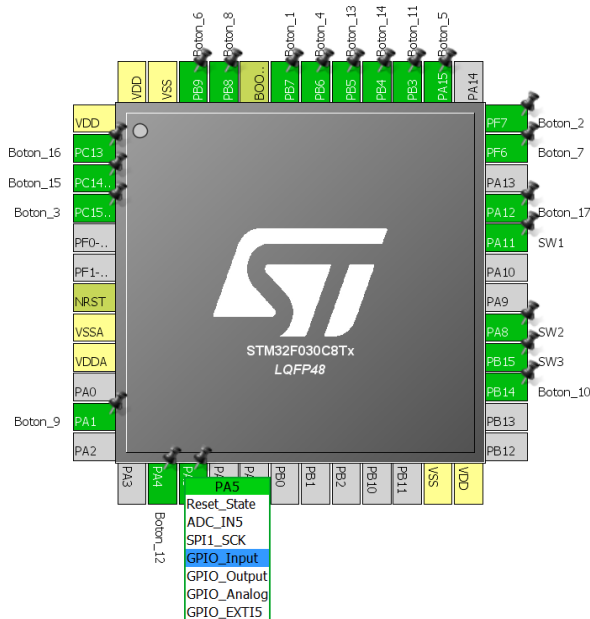 Boton_6
Boton_8
Boton_1
Boton_4
Boton_13
Boton_14
Boton_11
Boton_5
VDD
VSS
PB9
PB8
BOO..
PB7
PB6
PB5
PB4
PB3
PA15
PA14
VDD
Boton_16 PC13
Boton_15 PC14..
Boton_3 PC15..
PF0-..
PF1-..
NRST
VSSA
VDDA
PA0
Boton_9 PA1
PA2
PF7 Boton_2
PF6 Boton_7
PA13
PA12 Boton_17
PA11 SW1
PA10
PA9
PA8 SW2
PB15 SW3
PB14 Boton_10
PB13
PB12
STM32F030C8Tx
LQFP48
PA3
PA4
PB0
PB1
PB2
PB10
PB11
VSS
VDD
Boton_12
PA5
Reset_State
ADC_IN5
SPI1_SCK
GPIO_Input
GPIO_Output
GPIO_Analog
GPIO_EXTI5